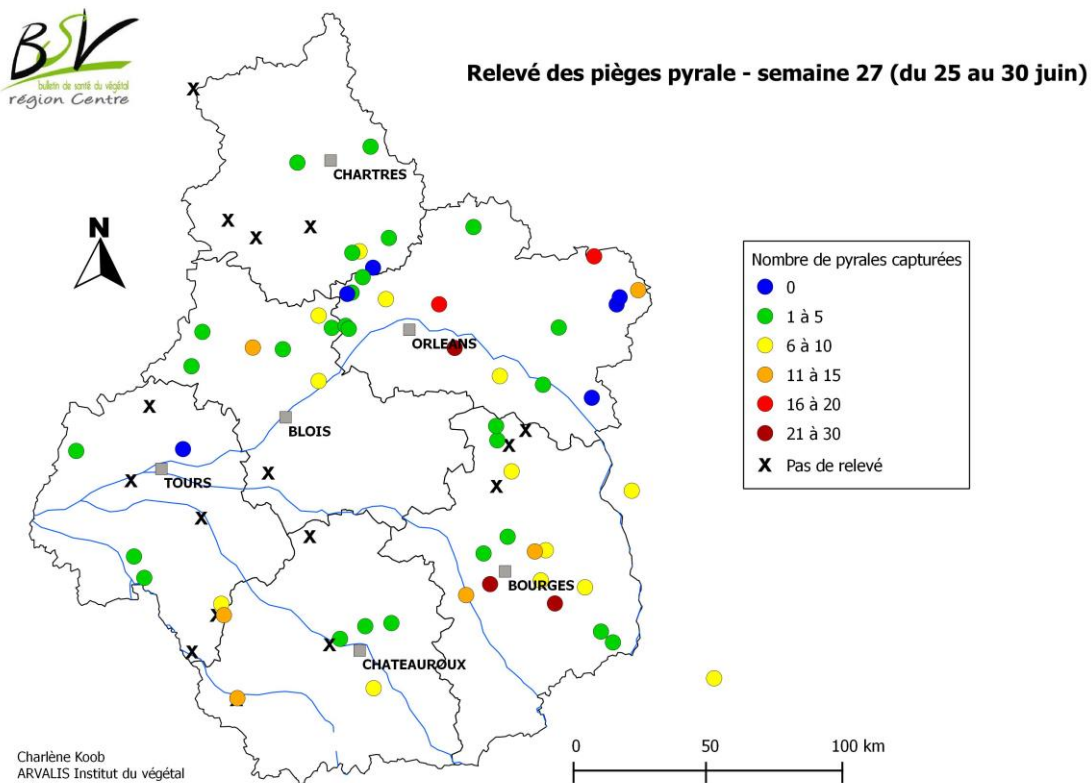 BSV
bulletin de santé du végétal
région Centre
Relevé des pièges pyrale - semaine 27 (du 25 au 30 juin)
X
CHARTRES
X
X
X
N
ORLEANS
X
BLOIS
X
X
TOURS
X
X
X
X
X
X
BOURGES
X
X
X
CHATEAUROUX
Nombre de pyrales capturées
0
1 à 5
6 à 10
11 à 15
16 à 20
21 à 30
X Pas de relevé
Charlène Koob
ARVALIS Institut du végétal
0 50 100 km